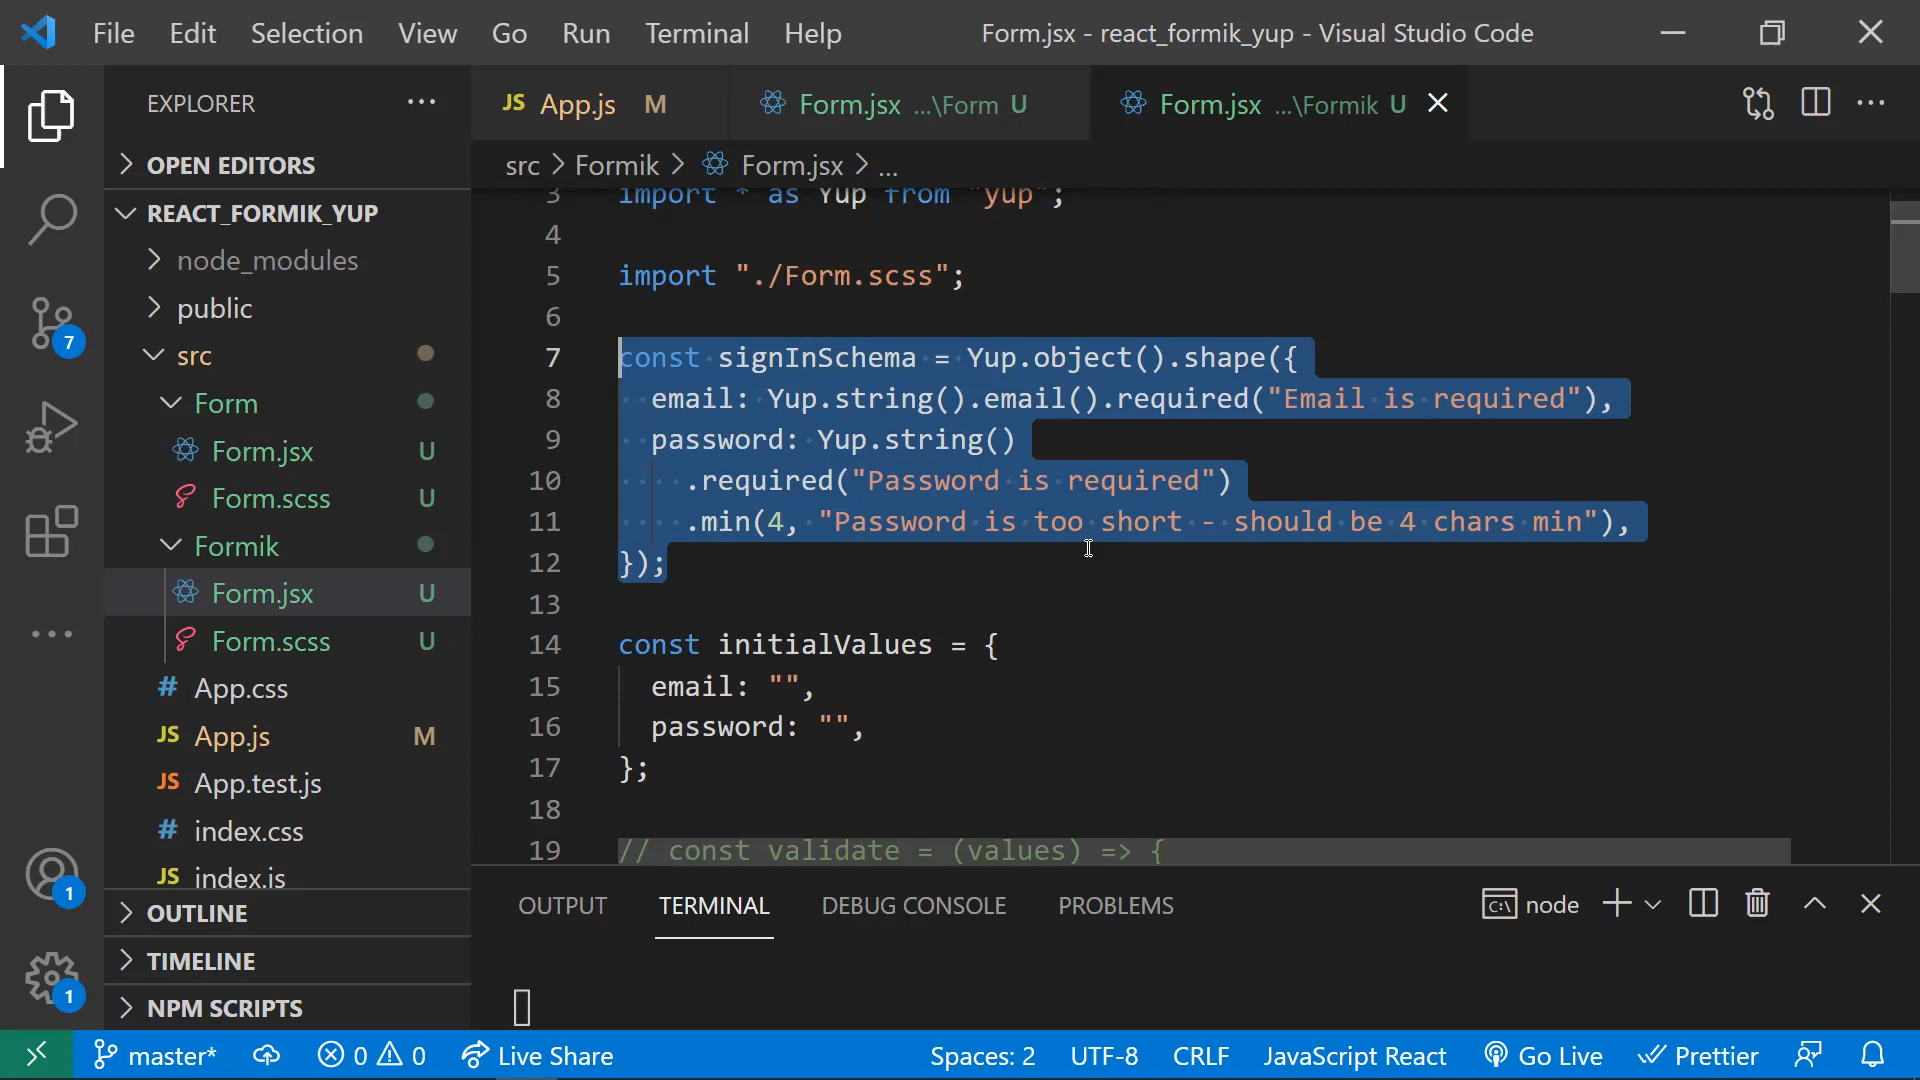 File Edit Selection View Go Run Terminal Help
Form.jsx - react_formik_yup - Visual Studio Code
EXPLORER
OPEN EDITORS
REACT_FORMIK_YUP
node_modules
public
src
Form
Form.jsx U
Form.scss U
Formik
Form.jsx U
Form.scss U
# App.css
JS App.js M
JS App.test.js
# index.css
JS index.js
OUTLINE
TIMELINE
NPM SCRIPTS
7
1
1
JS App.js M
Form.jsx ...\Form U
Form.jsx ...\Formik U
src > Formik > Form.jsx > ...
3 import * as Yup from "yup";
4
5 import "./Form.scss";
6
7 const signInSchema = Yup.object().shape({
8 email: Yup.string().email().required("Email is required"),
9 password: Yup.string()
10 .required("Password is required")
11 .min(4, "Password is too short - should be 4 chars min"),
12 });
13
14 const initialValues = {
15 email: "",
16 password: "",
17 };
18
19 // const validate = (values) => {
OUTPUT TERMINAL DEBUG CONSOLE PROBLEMS
node
master* 0 0 Live Share Spaces: 2 UTF-8 CRLF JavaScript React Go Live Prettier